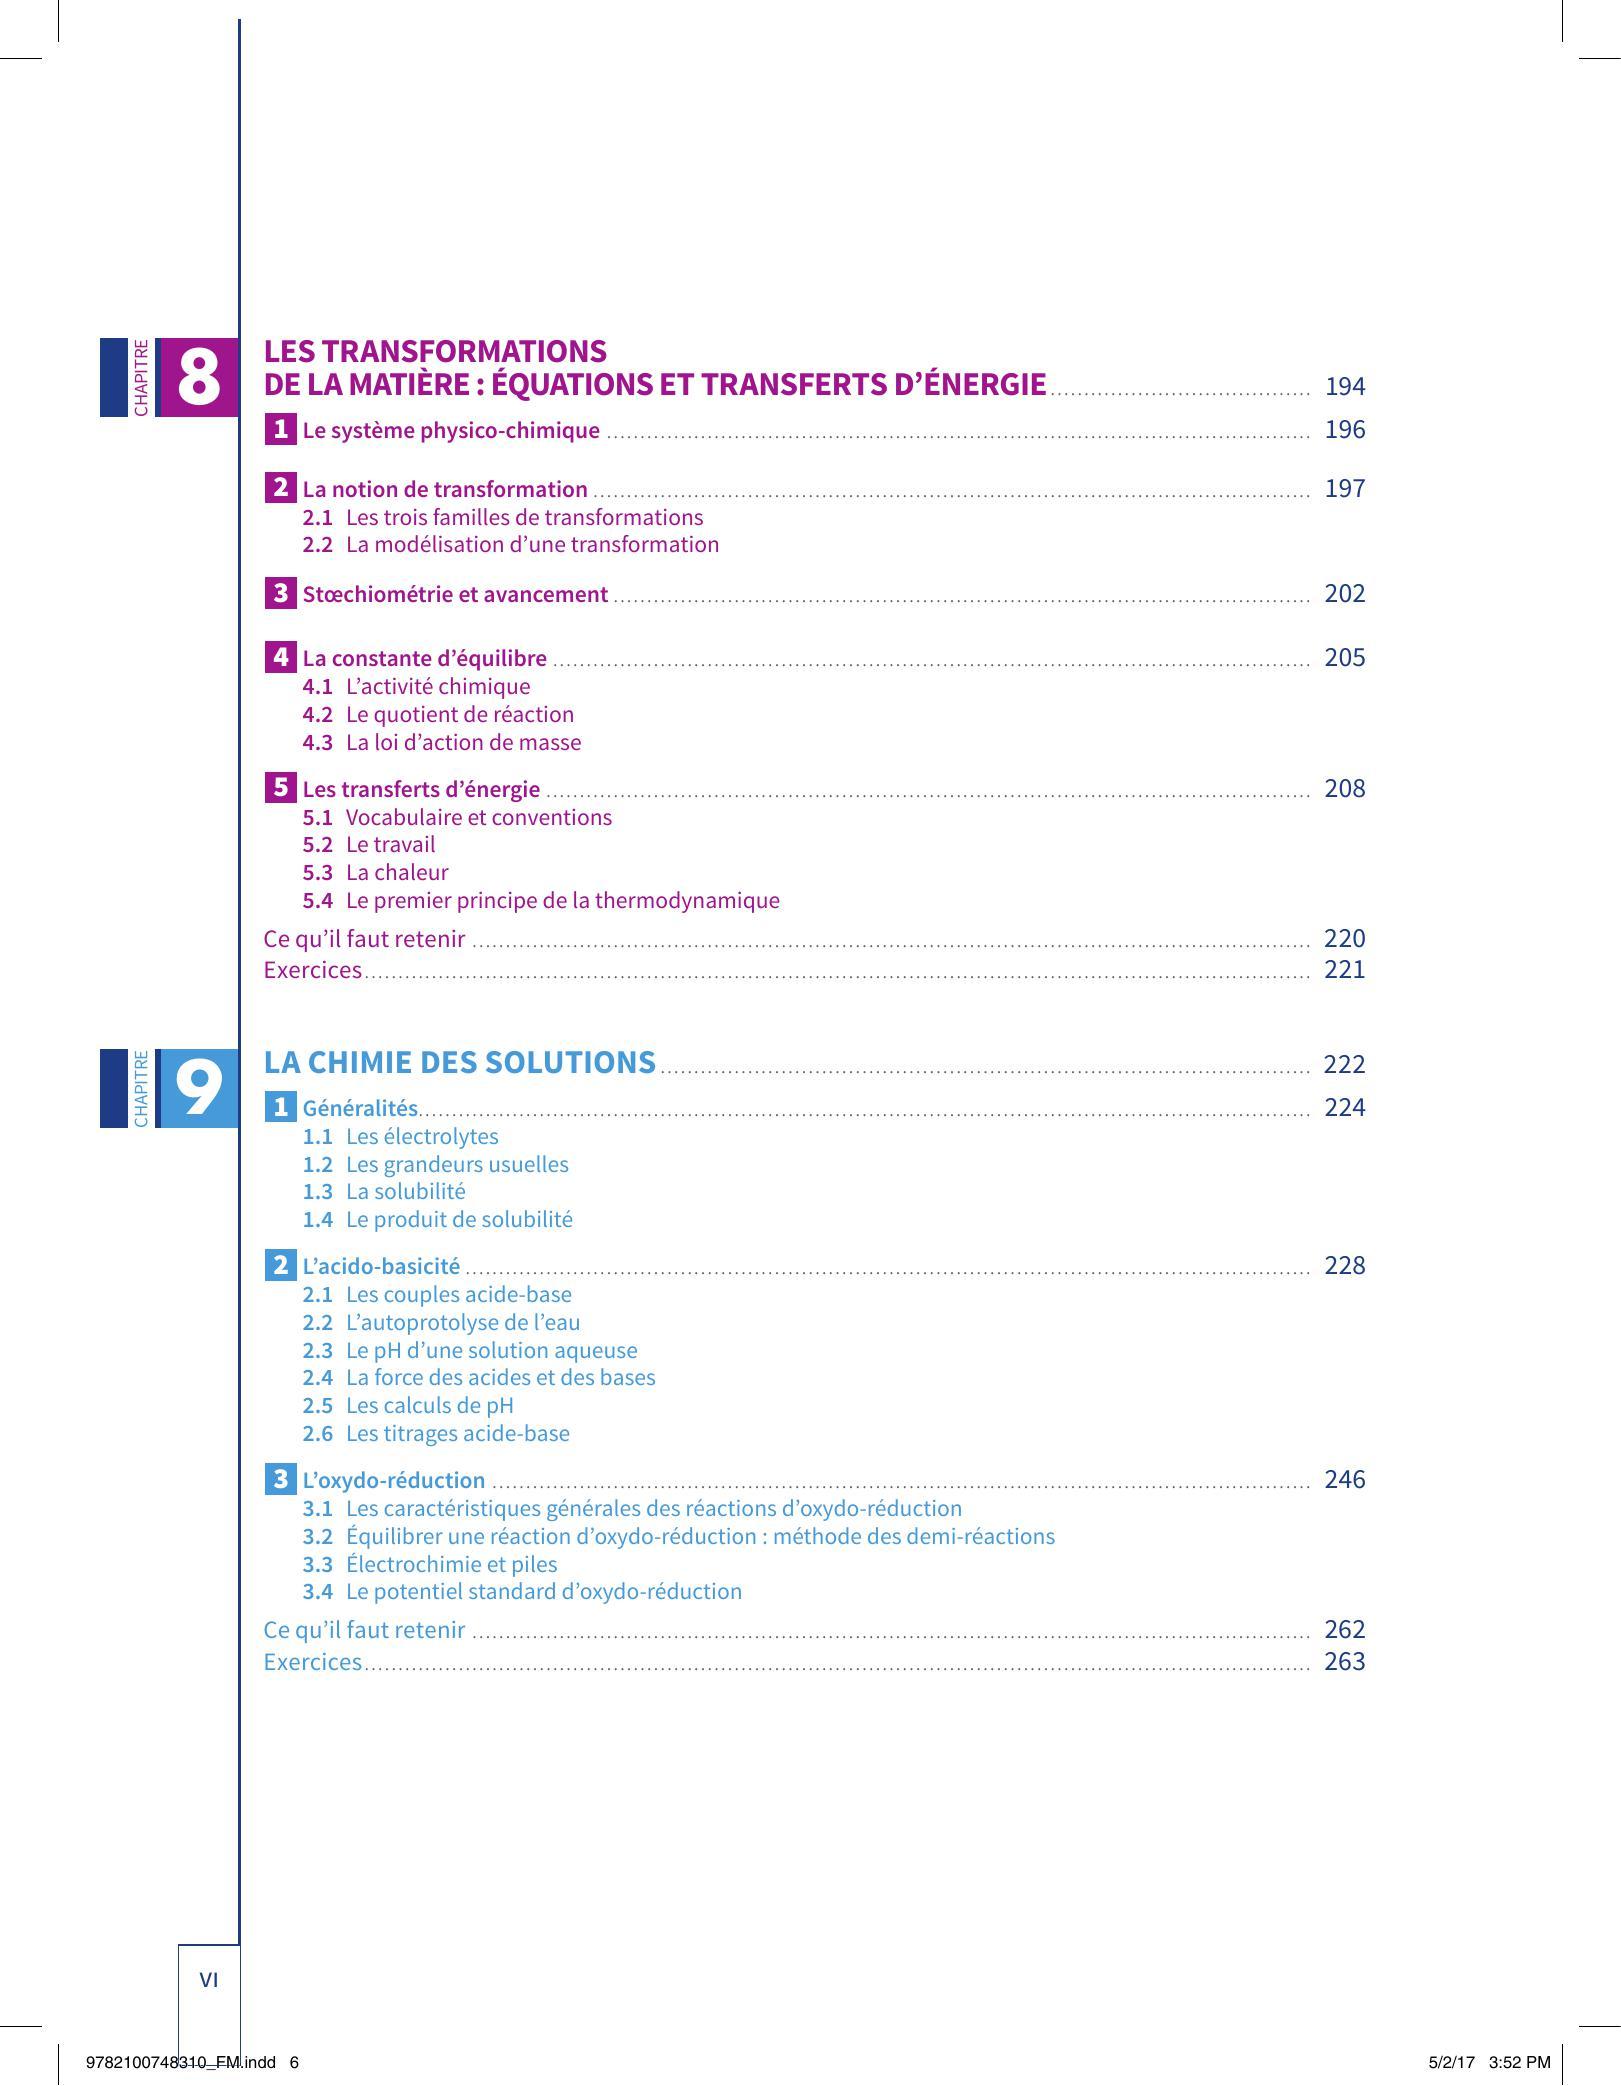 CHAPITRE
8
LES TRANSFORMATIONS
DE LA MATIÈRE : ÉQUATIONS ET TRANSFERTS D’ÉNERGIE 194
1 Le système physico-chimique 196
2 La notion de transformation 197
2.1 Les trois familles de transformations
2.2 La modélisation d’une transformation
3 Stœchiométrie et avancement 202
4 La constante d’équilibre 205
4.1 L’activité chimique
4.2 Le quotient de réaction
4.3 La loi d’action de masse
5 Les transferts d’énergie 208
5.1 Vocabulaire et conventions
5.2 Le travail
5.3 La chaleur
5.4 Le premier principe de la thermodynamique
Ce qu’il faut retenir 220
Exercices 221
CHAPITRE
9
LA CHIMIE DES SOLUTIONS 222
1 Généralités 224
1.1 Les électrolytes
1.2 Les grandeurs usuelles
1.3 La solubilité
1.4 Le produit de solubilité
2 L’acido-basicité 228
2.1 Les couples acide-base
2.2 L’autoprotolyse de l’eau
2.3 Le pH d’une solution aqueuse
2.4 La force des acides et des bases
2.5 Les calculs de pH
2.6 Les titrages acide-base
3 L’oxydo-réduction 246
3.1 Les caractéristiques générales des réactions d’oxydo-réduction
3.2 Équilibrer une réaction d’oxydo-réduction : méthode des demi-réactions
3.3 Électrochimie et piles
3.4 Le potentiel standard d’oxydo-réduction
Ce qu’il faut retenir 262
Exercices 263
VI
9782100748310_FM.indd 6 5/2/17 3:52 PM